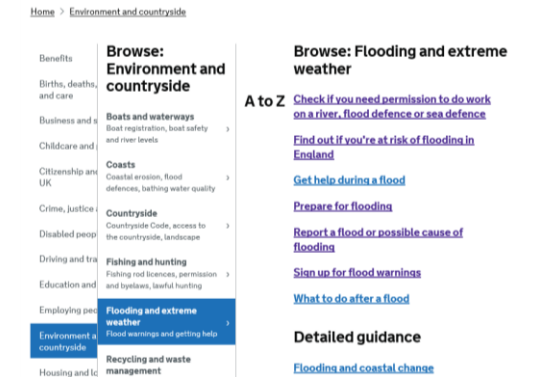 Home > Environment and countryside
Benefits
Births, deaths,
and care
Business and s
Childcare and
Citizenship and
UK
Crime, justice
Disabled peop
Driving and tra
Education and
Employing peo
Environment a
countryside
Housing and lo
Browse:
Environment and
countryside
Boats and waterways
Boat registration, boat safety
and river levels
Coasts
Coastal erosion, flood
defences, bathing water quality
Countryside
Countryside Code, access to
the countryside, landscape
Fishing and hunting
Fishing rod licences, permission
and byelaws, lawful hunting
Flooding and extreme
weather
Flood warnings and getting help
Recycling and waste
management
Browse: Flooding and extreme
weather
A to Z
Check if you need permission to do work
on a river, flood defence or sea defence
Find out if you're at risk of flooding in
England
Get help during a flood
Prepare for flooding
Report a flood or possible cause of
flooding
Sign up for flood warnings
What to do after a flood
Detailed guidance
Flooding and coastal change